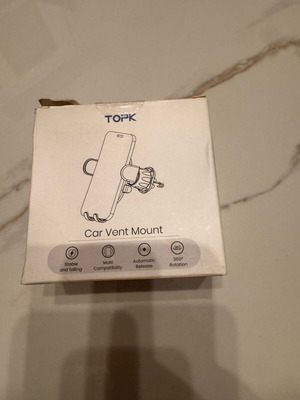 TOPK
Car Vent Mount
Stable
and falling
Multi
Compatibility
Automatic
Release
360°
Rotation